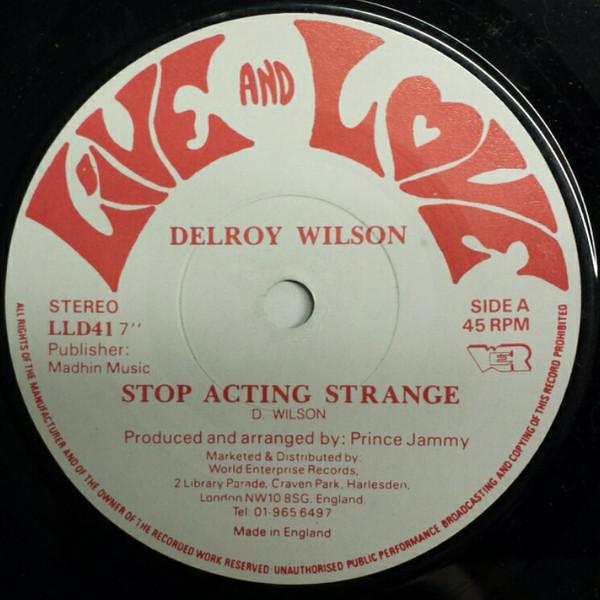 LIVE AND LOVE
DELROY WILSON
STEREO
LLD41 7''
Publisher:
Madhin Music
SIDE A
45 RPM
WER
STOP ACTING STRANGE
D. WILSON
Produced and arranged by: Prince Jammy
Marketed & Distributed by:
World Enterprise Records,
2 Library Parade, Craven Park, Harlesden,
London NW10 8SG, England.
Tel: 01-965 6497
Made in England
ALL RIGHTS OF THE MANUFACTURER AND OF THE OWNER OF THE RECORDED WORK RESERVED·UNAUTHORISED PUBLIC PERFORMANCE BROADCASTING AND COPYING OF THIS RECORD PROHIBITED